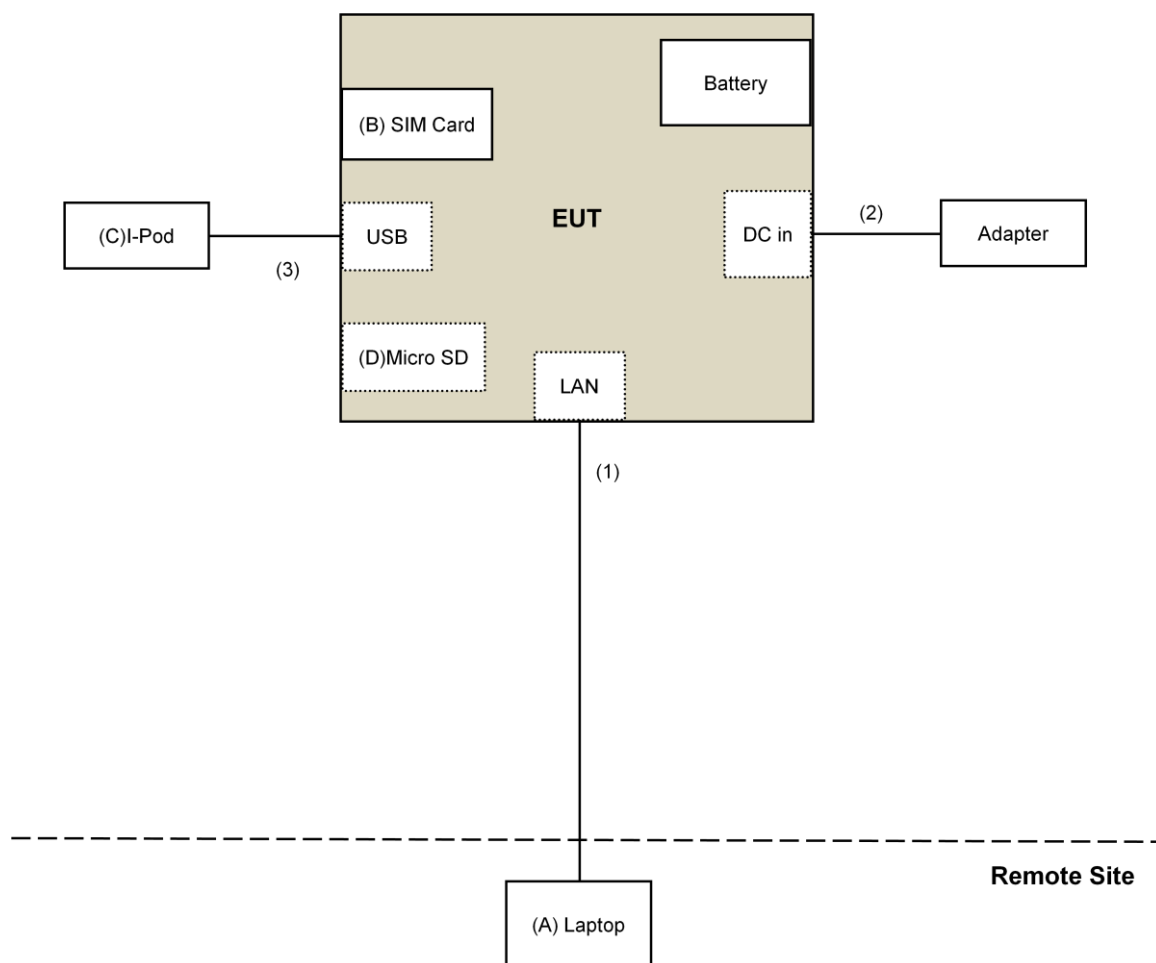 Battery
(B) SIM Card
EUT
(2)
(C)I-Pod
USB
DC in
Adapter
(3)
(D)Micro SD
LAN
(1)
Remote Site
(A) Laptop